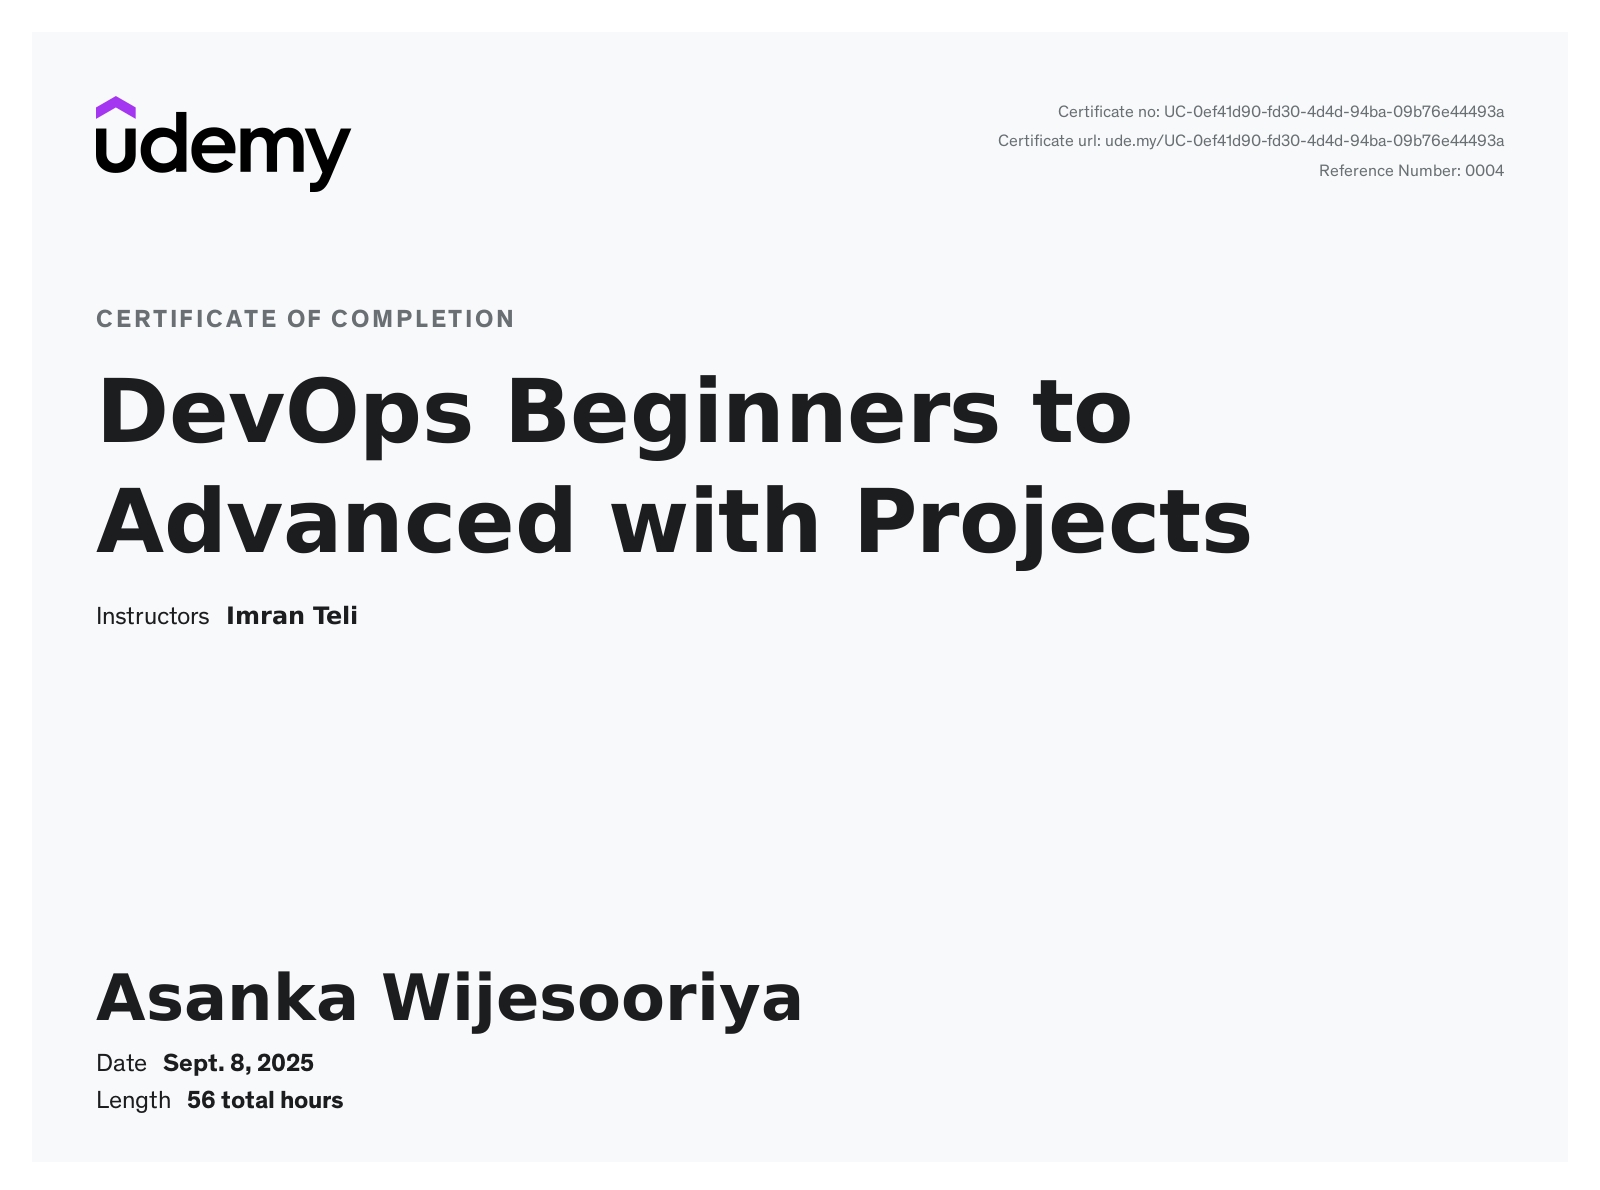 udemy
Certificate no: UC-0ef41d90-fd30-4d4d-94ba-09b76e44493a
Certificate url: ude.my/UC-0ef41d90-fd30-4d4d-94ba-09b76e44493a
Reference Number: 0004
CERTIFICATE OF COMPLETION
DevOps Beginners to
Advanced with Projects
Instructors Imran Teli
Asanka Wijesooriya
Date Sept. 8, 2025
Length 56 total hours